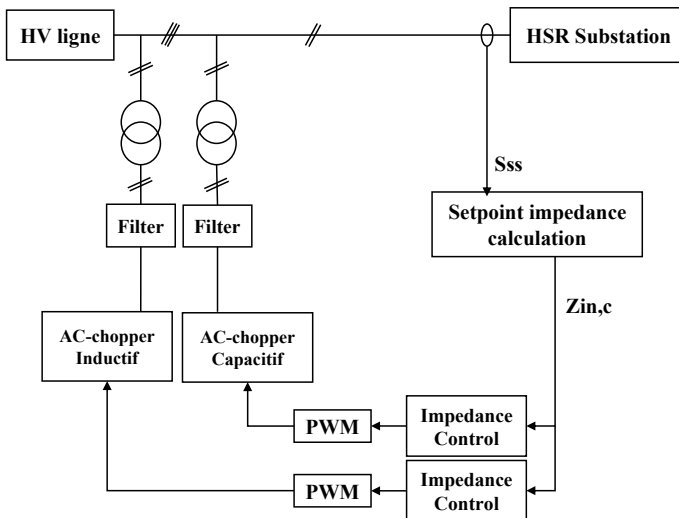 HV ligne
HSR Substation
Sss
Filter
Filter
Setpoint impedance
calculation
Zin,c
AC-chopper
Inductif
AC-chopper
Capacitif
PWM
Impedance
Control
PWM
Impedance
Control